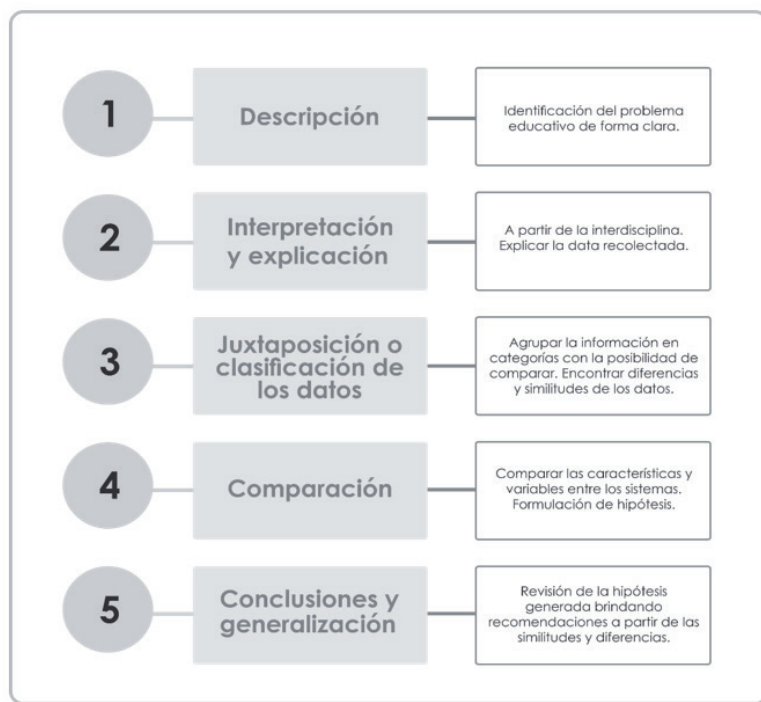 1
Descripción
Identificación del problema
educativo de forma clara.
2
Interpretación
y explicación
A partir de la interdisciplina.
Explicar la data recolectada.
3
Juxtaposición o
clasificación de
los datos
Agrupar la información en
categorías con la posibilidad de
comparar. Encontrar diferencias
y similitudes de los datos.
4
Comparación
Comparar las características y
variables entre los sistemas.
Formulación de hipótesis.
5
Conclusiones y
generalización
Revisión de la hipótesis
generada brindando
recomendaciones a partir de las
similitudes y diferencias.